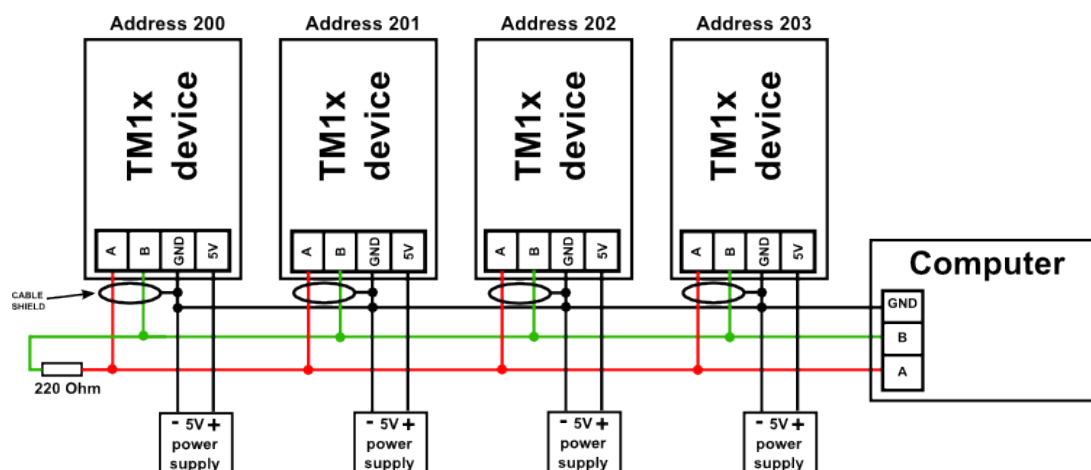 Address 200
Address 201
Address 202
Address 203
TM1x
device
TM1x
device
TM1x
device
TM1x
device
A
B
GND
5V
A
B
GND
5V
A
B
GND
5V
A
B
GND
5V
Computer
GND
B
A
CABLE
SHIELD
220 Ohm
- 5V +
power
supply
- 5V +
power
supply
- 5V +
power
supply
- 5V +
power
supply